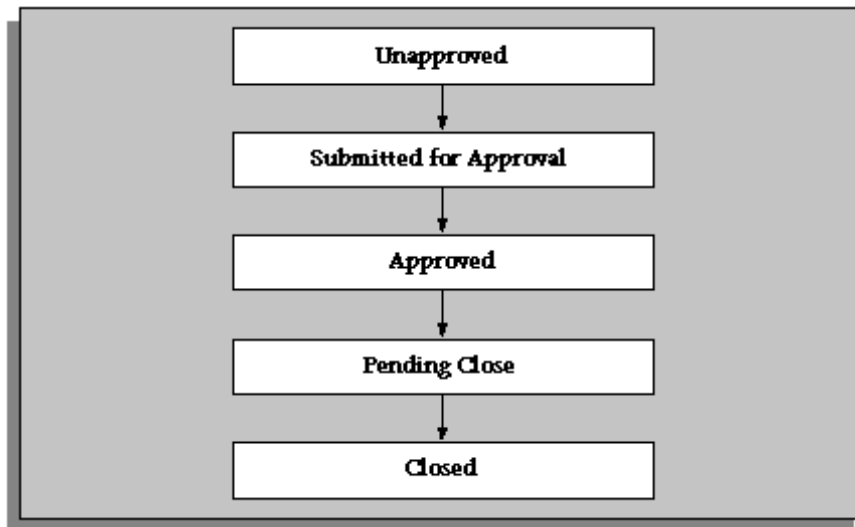 Unapproved
Submitted for Approval
Approved
Pending Close
Closed